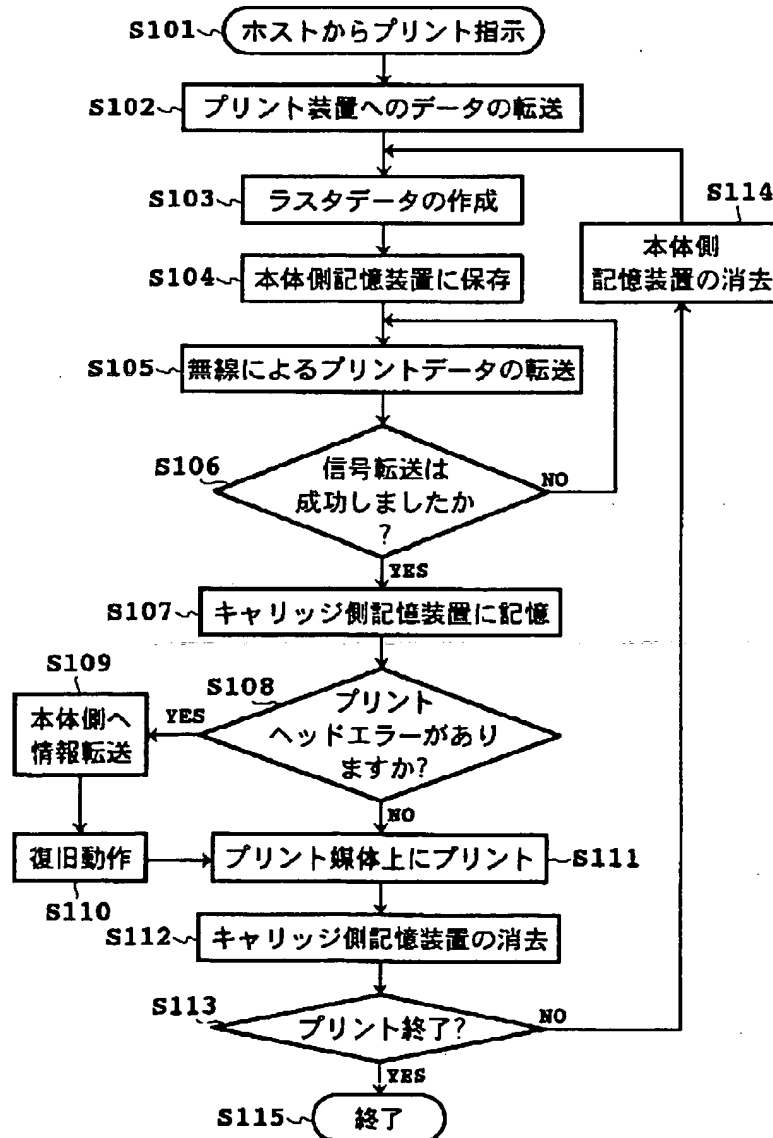 S101
ホストからプリント指示
S102
プリント装置へのデータの転送
S103
ラスタデータの作成
S114
本体側
記憶装置の消去
S104
本体側記憶装置に保存
S105
無線によるプリントデータの転送
S106
信号転送は
成功しましたか
?
NO
YES
S107
キャリッジ側記憶装置に記憶
S109
本体側へ
情報転送
S108
プリント
ヘッドエラーがあり
ますか?
YES
NO
復旧動作
S110
プリント媒体上にプリント
S111
S112
キャリッジ側記憶装置の消去
S113
プリント終了?
NO
YES
S115
終了